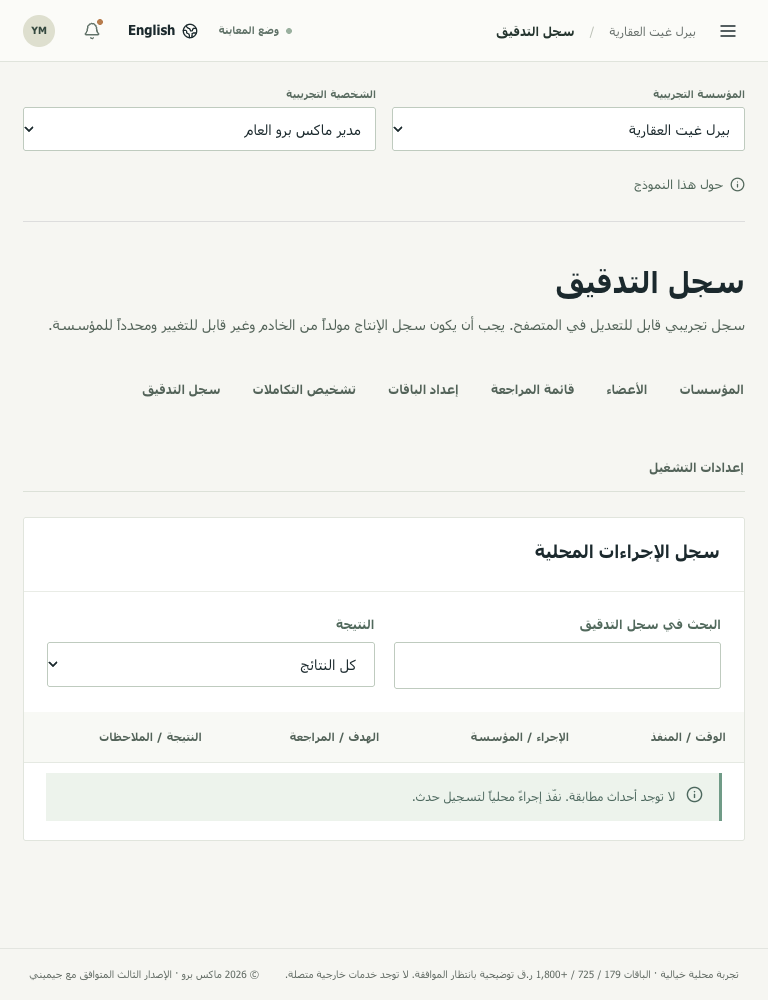 بيرل غيت العقارية / سجل التدقيق
وضع المعاينة
English
YM
المؤسسة التجريبية
بيرل غيت العقارية
الشخصية التجريبية
مدير ماكس برو العام
حول هذا النموذج
سجل التدقيق
سجل تجريبي قابل للتعديل في المتصفح. يجب أن يكون سجل الإنتاج مولداً من الخادم وغير قابل للتغيير ومحدداً للمؤسسة.
المؤسسات الأعضاء قائمة المراجعة إعداد الباقات تشخيص التكاملات سجل التدقيق
إعدادات التشغيل
سجل الإجراءات المحلية
البحث في سجل التدقيق
النتيجة
كل النتائج
الوقت / المنفذ الإجراء / المؤسسة الهدف / المراجعة النتيجة / الملاحظات
لا توجد أحداث مطابقة. نفّذ إجراءً محلياً لتسجيل حدث.
تجربة محلية خيالية · الباقات 179 / 725 / +1,800 ر.ق توضيحية بانتظار الموافقة. لا توجد خدمات خارجية متصلة.
© 2026 ماكس برو · الإصدار الثالث المتوافق مع جيميني